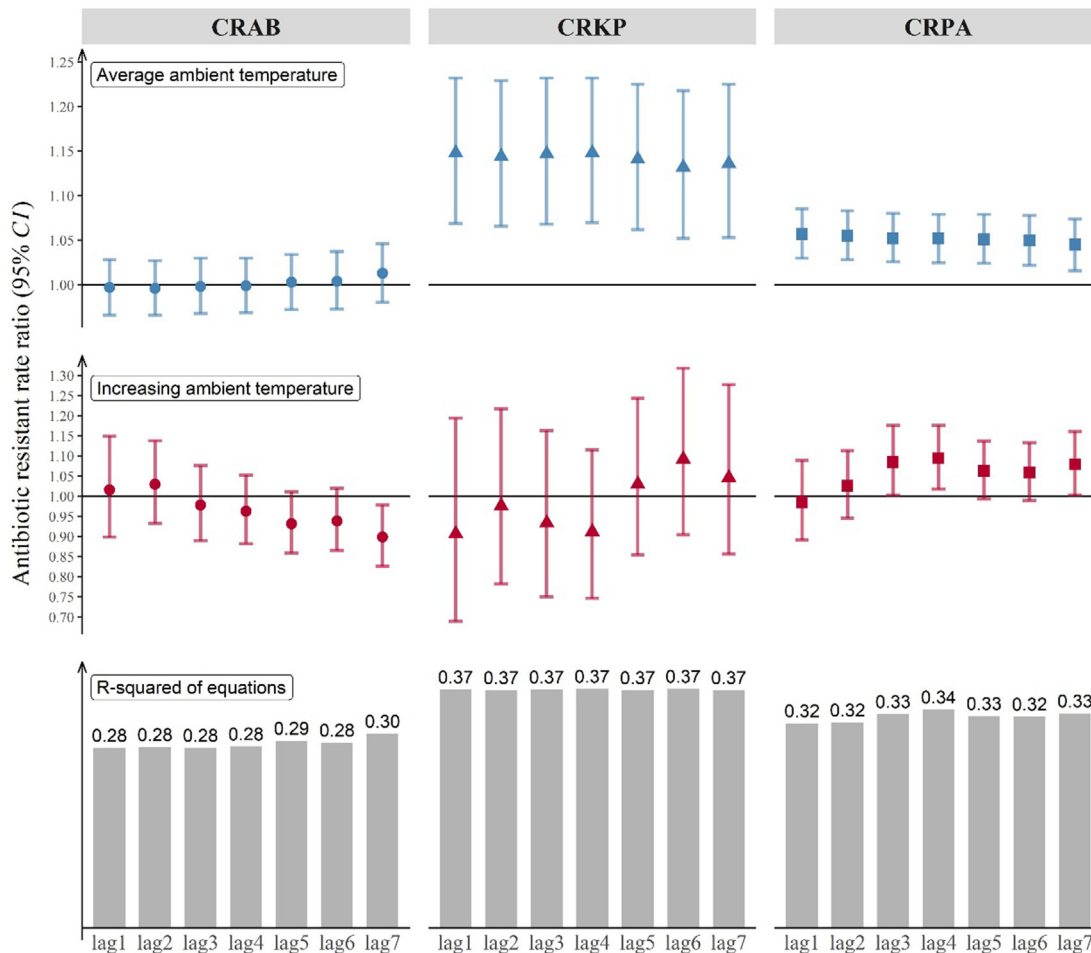 CRAB CRKP CRPA
Antibiotic resistant rate ratio (95% CI)
Average ambient temperature
1.25
1.20
1.15
1.10
1.05
1.00
Increasing ambient temperature
1.30
1.25
1.20
1.15
1.10
1.05
1.00
0.95
0.90
0.85
0.80
0.75
0.70
R-squared of equations
0.28 0.28 0.28 0.28 0.29 0.28 0.30
0.37 0.37 0.37 0.37 0.37 0.37 0.37
0.32 0.32 0.33 0.34 0.33 0.32 0.33
lag1 lag2 lag3 lag4 lag5 lag6 lag7
lag1 lag2 lag3 lag4 lag5 lag6 lag7
lag1 lag2 lag3 lag4 lag5 lag6 lag7